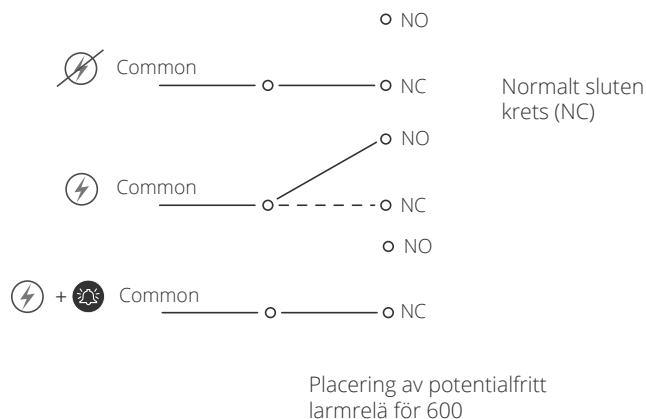 NO
Common
NC
Normalt sluten
krets (NC)
NO
Common
NC
NO
+
Common
NC
Placering av potentialfritt
larmrelä för 600